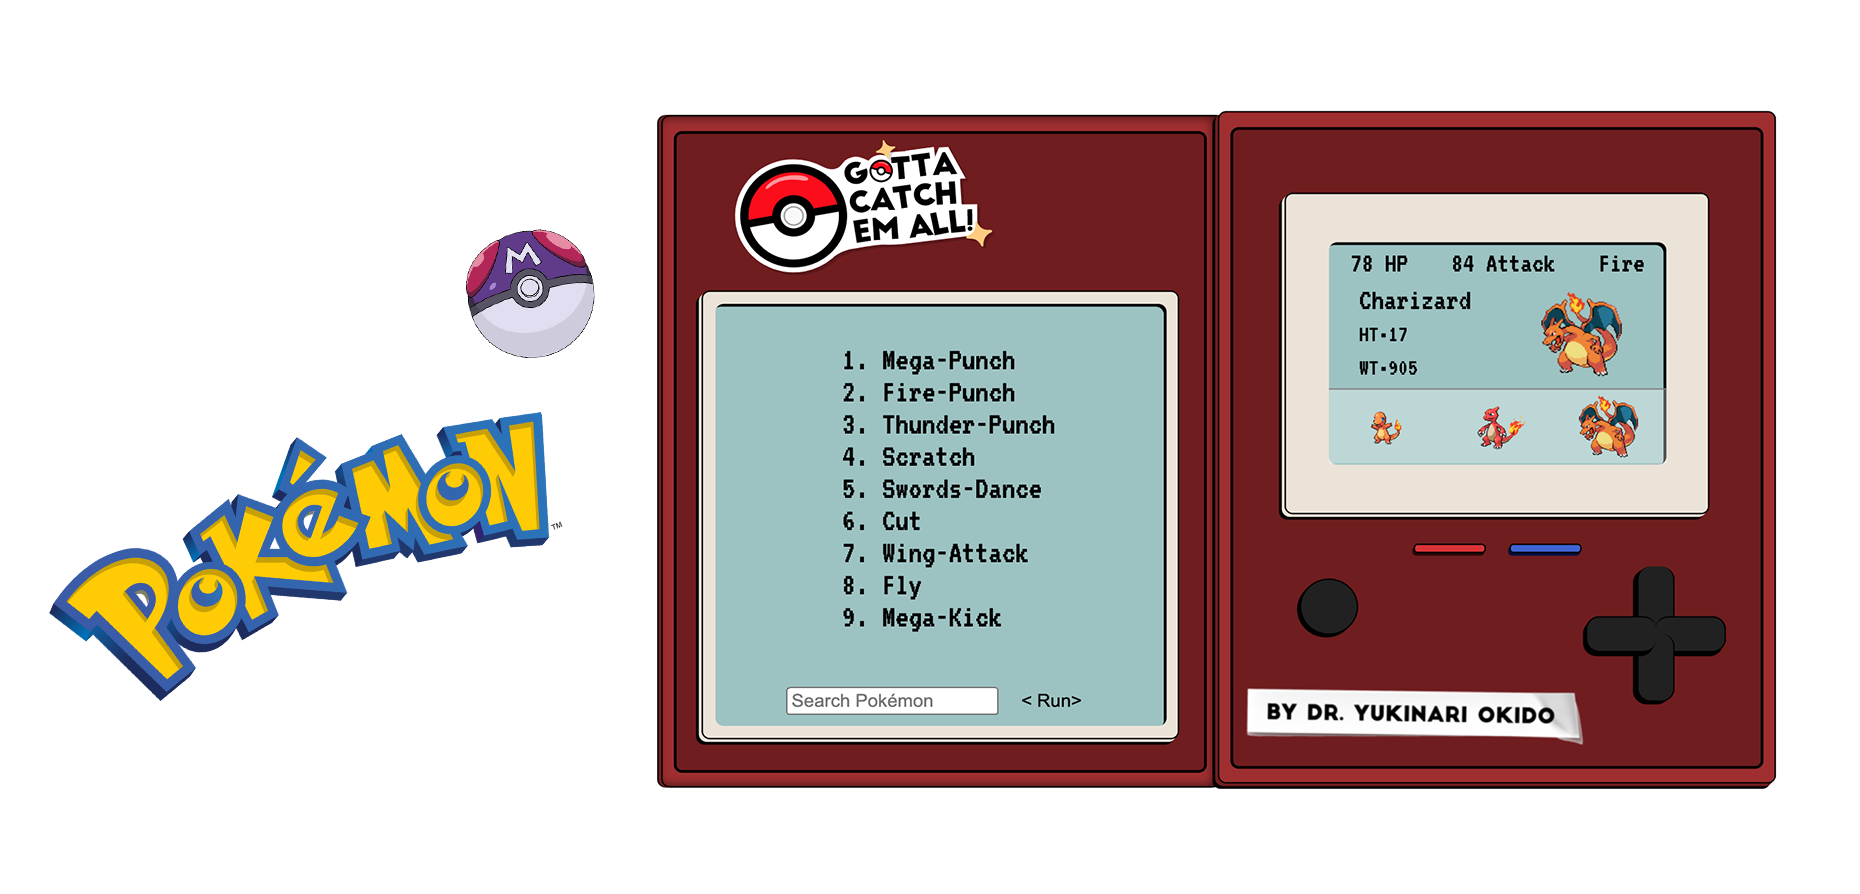 M
POKéMON
™
GOTTA
CATCH
EM ALL!
1. Mega-Punch
2. Fire-Punch
3. Thunder-Punch
4. Scratch
5. Swords-Dance
6. Cut
7. Wing-Attack
8. Fly
9. Mega-Kick
Search Pokémon < Run>
78 HP 84 Attack Fire
Charizard
HT-17
WT-905
BY DR. YUKINARI OKIDO